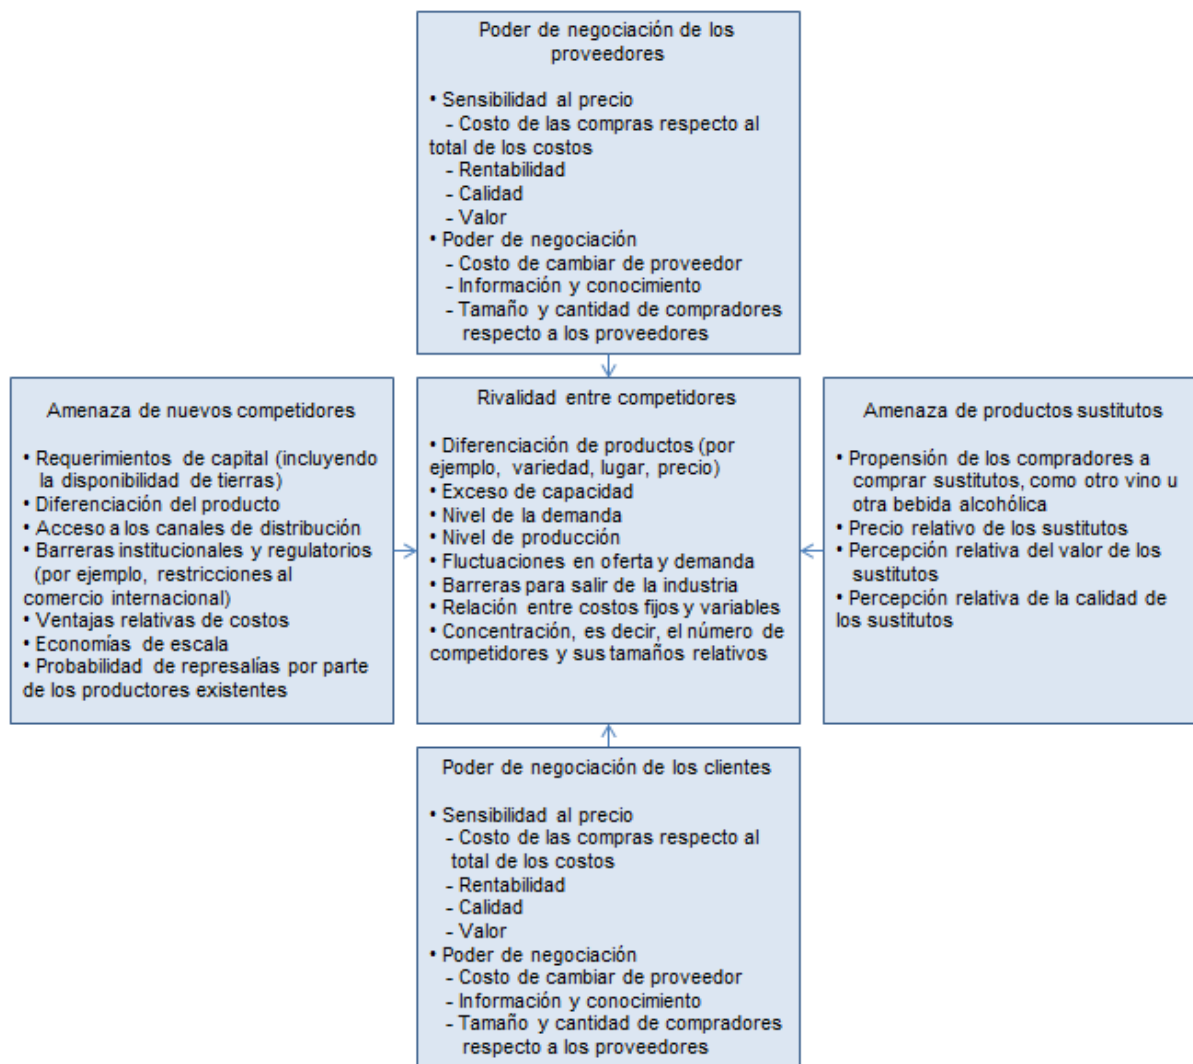 Poder de negociación de los
proveedores
• Sensibilidad al precio
– Costo de las compras respecto al
total de los costos
– Rentabilidad
– Calidad
– Valor
• Poder de negociación
– Costo de cambiar de proveedor
– Información y conocimiento
– Tamaño y cantidad de compradores
respecto a los proveedores
Amenaza de nuevos competidores
• Requerimientos de capital (incluyendo
la disponibilidad de tierras)
• Diferenciación del producto
• Acceso a los canales de distribución
• Barreras institucionales y regulatorios
(por ejemplo, restricciones al
comercio internacional)
• Ventajas relativas de costos
• Economías de escala
• Probabilidad de represalías por parte
de los productores existentes
Rivalidad entre competidores
• Diferenciación de productos (por
ejemplo, variedad, lugar, precio)
• Exceso de capacidad
• Nivel de la demanda
• Nivel de producción
• Fluctuaciones en oferta y demanda
• Barreras para salir de la industria
• Relación entre costos fijos y variables
• Concentración, es decir, el número de
competidores y sus tamaños relativos
Amenaza de productos sustitutos
• Propensión de los compradores a
comprar sustitutos, como otro vino u
otra bebida alcohólica
• Precio relativo de los sustitutos
• Percepción relativa del valor de los
sustitutos
• Percepción relativa de la calidad de
los sustitutos
Poder de negociación de los clientes
• Sensibilidad al precio
– Costo de las compras respecto al
total de los costos
– Rentabilidad
– Calidad
– Valor
• Poder de negociación
– Costo de cambiar de proveedor
– Información y conocimiento
– Tamaño y cantidad de compradores
respecto a los proveedores